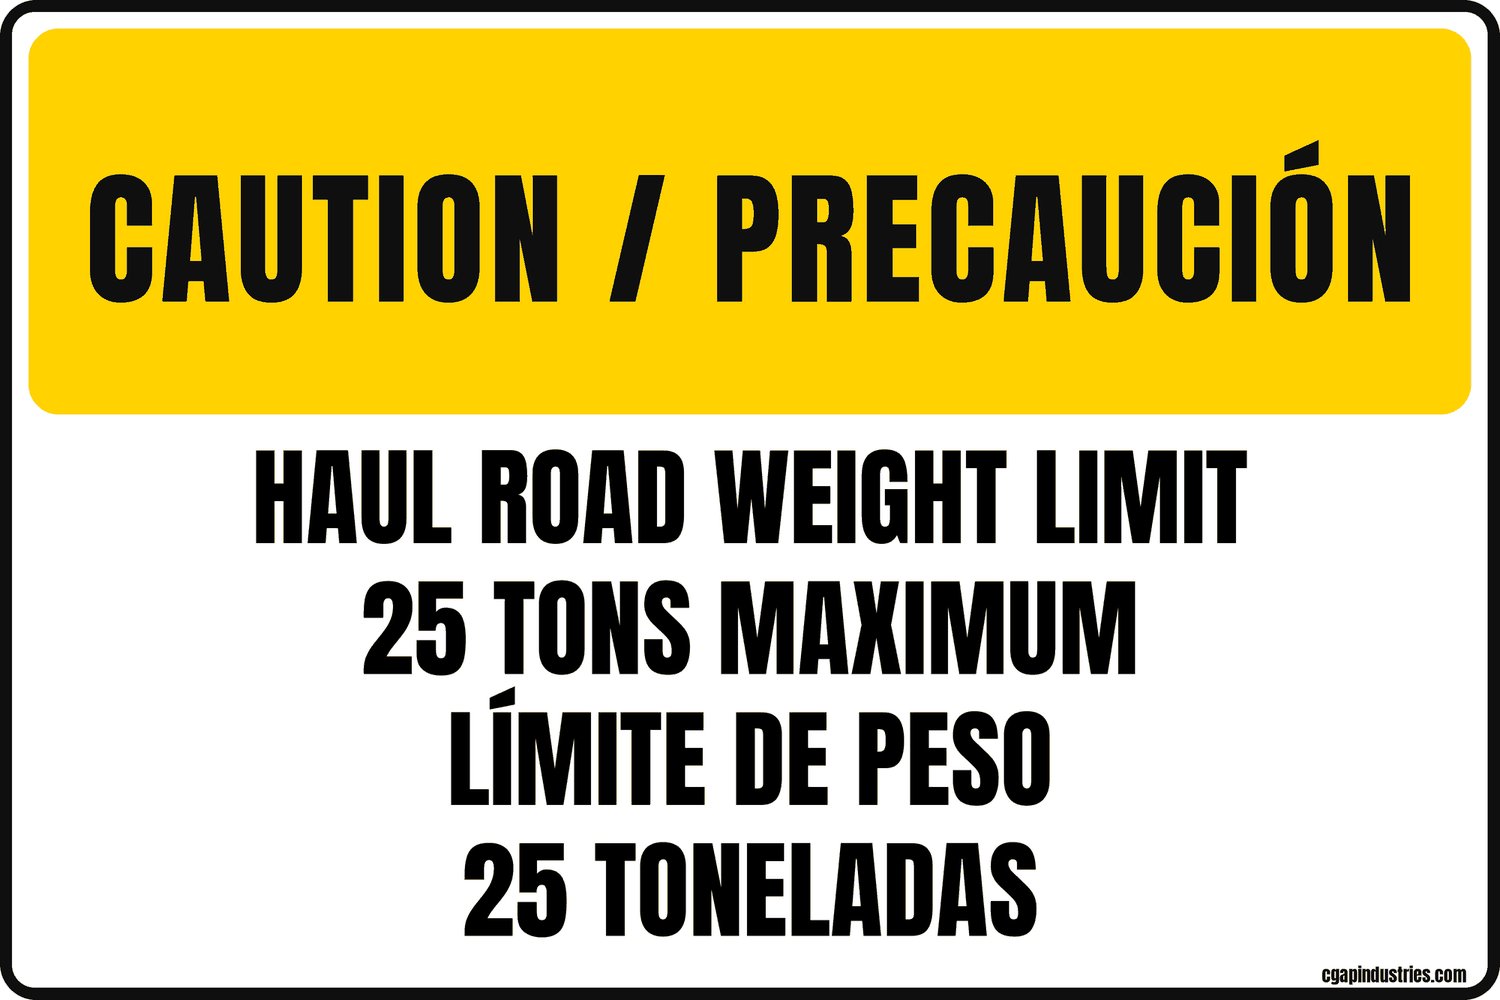 CAUTION / PRECAUCIÓN
HAUL ROAD WEIGHT LIMIT
25 TONS MAXIMUM
LÍMITE DE PESO
25 TONELADAS
cgapindustries.com